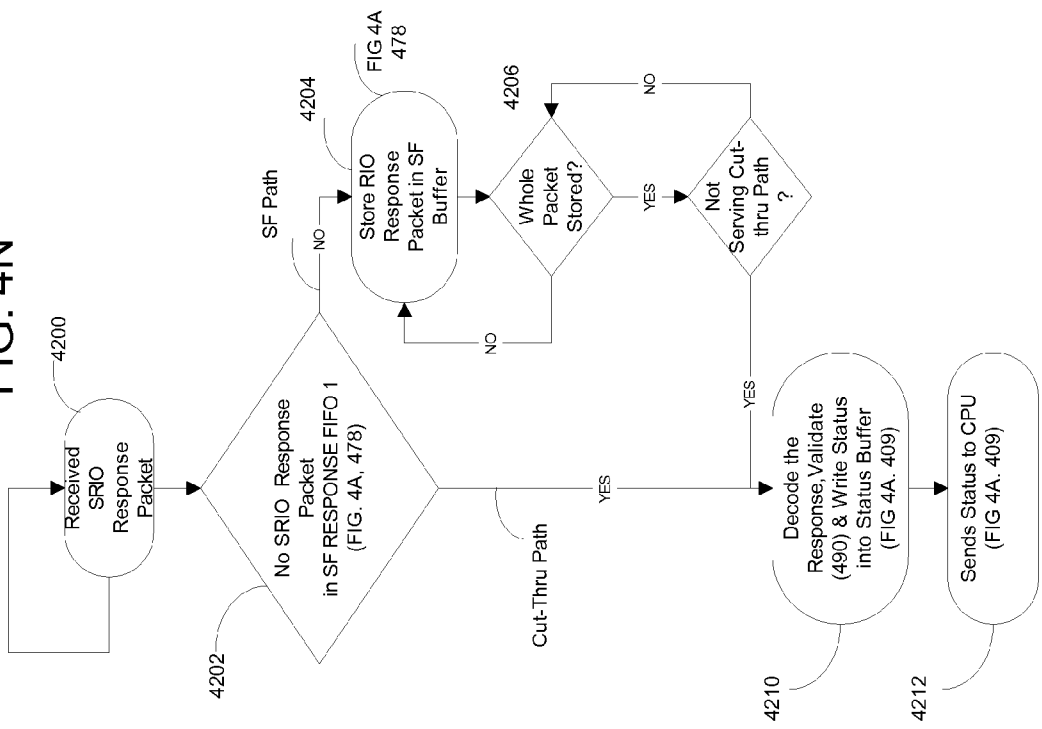 FIG. 4N
4200
Received
SRIO
Response
Packet
4202
No SRIO Response
Packet
in SF RESPONSE FIFO 1
(FIG. 4A, 478)
SF Path
NO
4204
FIG 4A
478
Store RIO
Response
Packet in SF
Buffer
4206
Whole
Packet
Stored?
NO
YES
NO
Not
Serving Cut-
thru Path
?
YES
Cut-Thru Path
YES
4210
Decode the
Response,Validate
(490) & Write Status
into Status Buffer
(FIG 4A. 409)
4212
Sends Status to CPU
(FIG 4A. 409)